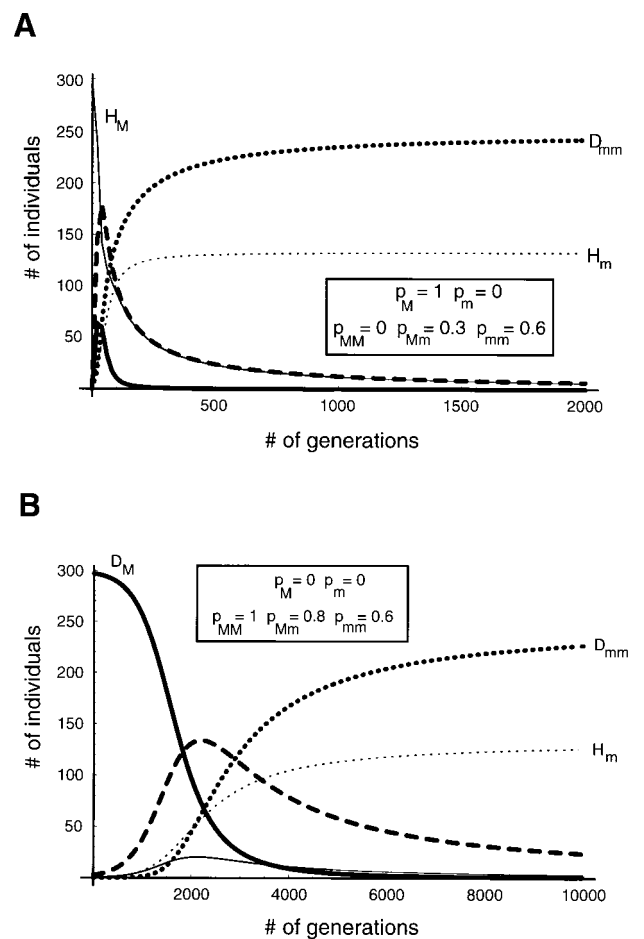 A
300
H_M
250
D_mm
200
150
H_m
100
p_M = 1 p_m = 0
50
p_MM = 0 p_Mm = 0.3 p_mm = 0.6
500 1000 1500 2000
# of individuals
# of generations
B
300
D_M
p_M = 0 p_m = 0
250
p_MM = 1 p_Mm = 0.8 p_mm = 0.6
D_mm
200
150
H_m
100
50
2000 4000 6000 8000 10000
# of individuals
# of generations